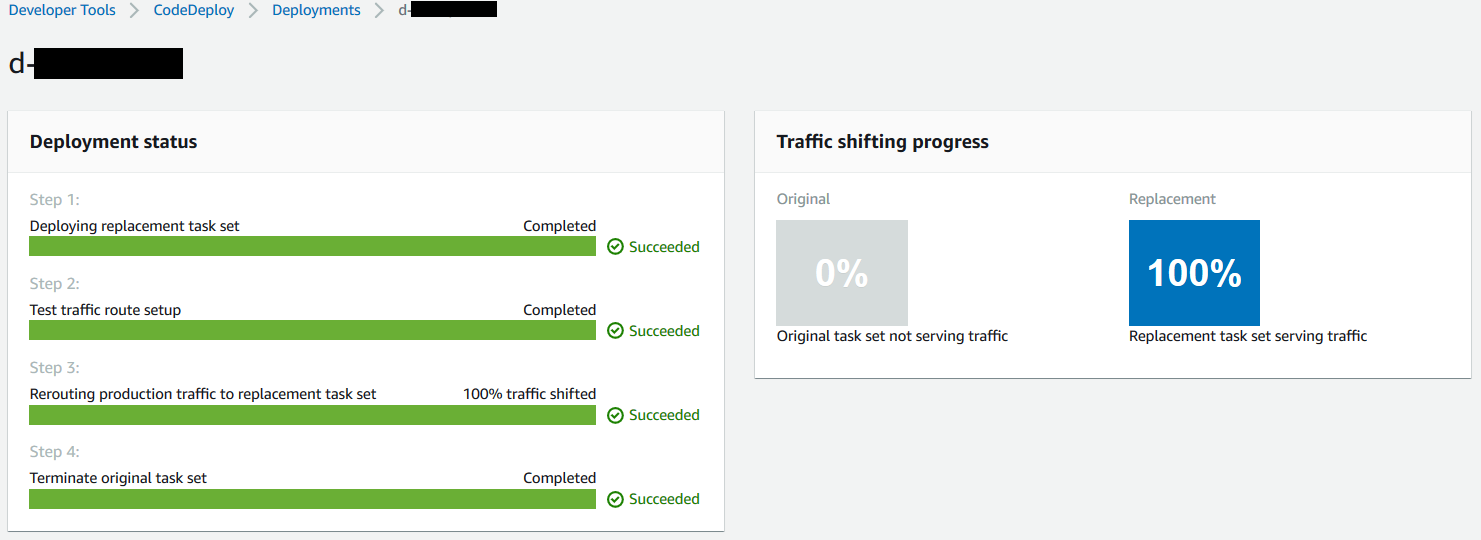 Developer Tools > CodeDeploy > Deployments > d-
d-
Deployment status
Step 1:
Deploying replacement task set Completed
Succeeded
Step 2:
Test traffic route setup Completed
Succeeded
Step 3:
Rerouting production traffic to replacement task set 100% traffic shifted
Succeeded
Step 4:
Terminate original task set Completed
Succeeded
Traffic shifting progress
Original
0%
Original task set not serving traffic
Replacement
100%
Replacement task set serving traffic